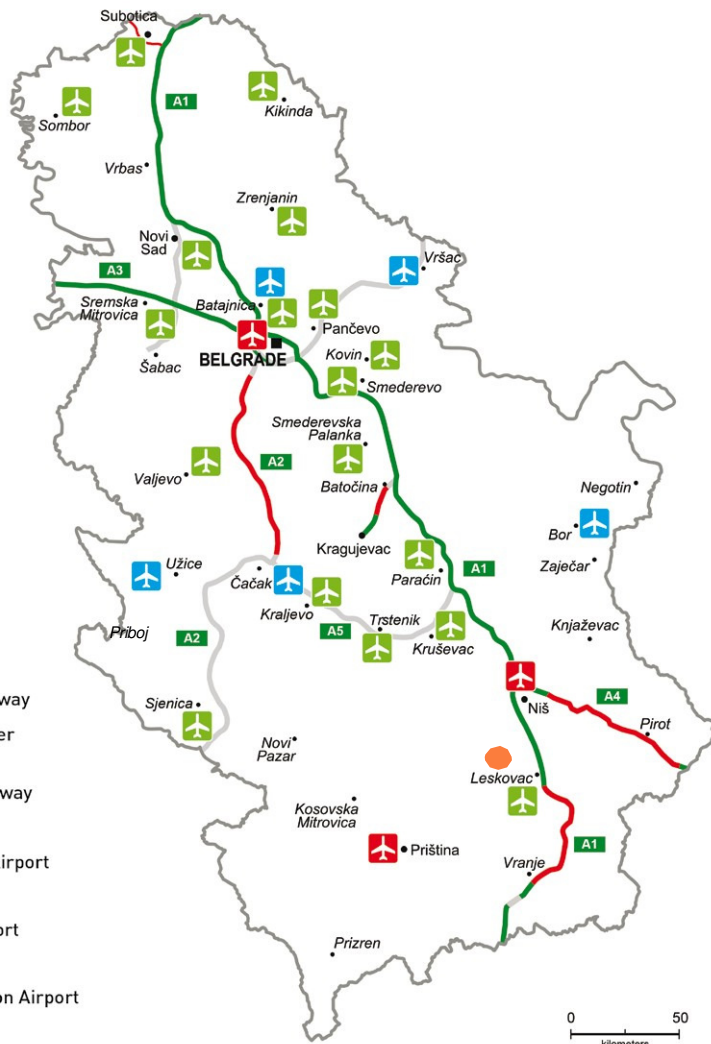 Subotica
A1
Kikinda
Sombor
Vrbas
Zrenjanin
Novi
Sad
Vršac
A3
Batajnica
Sremska
Mitrovica
Pančevo
BELGRADE
Kovin
Šabac
Smederevo
Smederevska
Palanka
A2
Valjevo
Batočina
Negotin
Bor
Kragujevac
Zaječar
Užice
Čačak
Paraćin
A1
Kraljevo
Priboj
A2
A5
Trstenik
Kruševac
Knjaževac
Sjenica
Niš
A4
Pirot
way
er
Novi
Pazar
Leskovac
way
Kosovska
Mitrovica
Airport
Priština
A1
Vranje
ort
Prizren
on Airport
0 50
kilometers